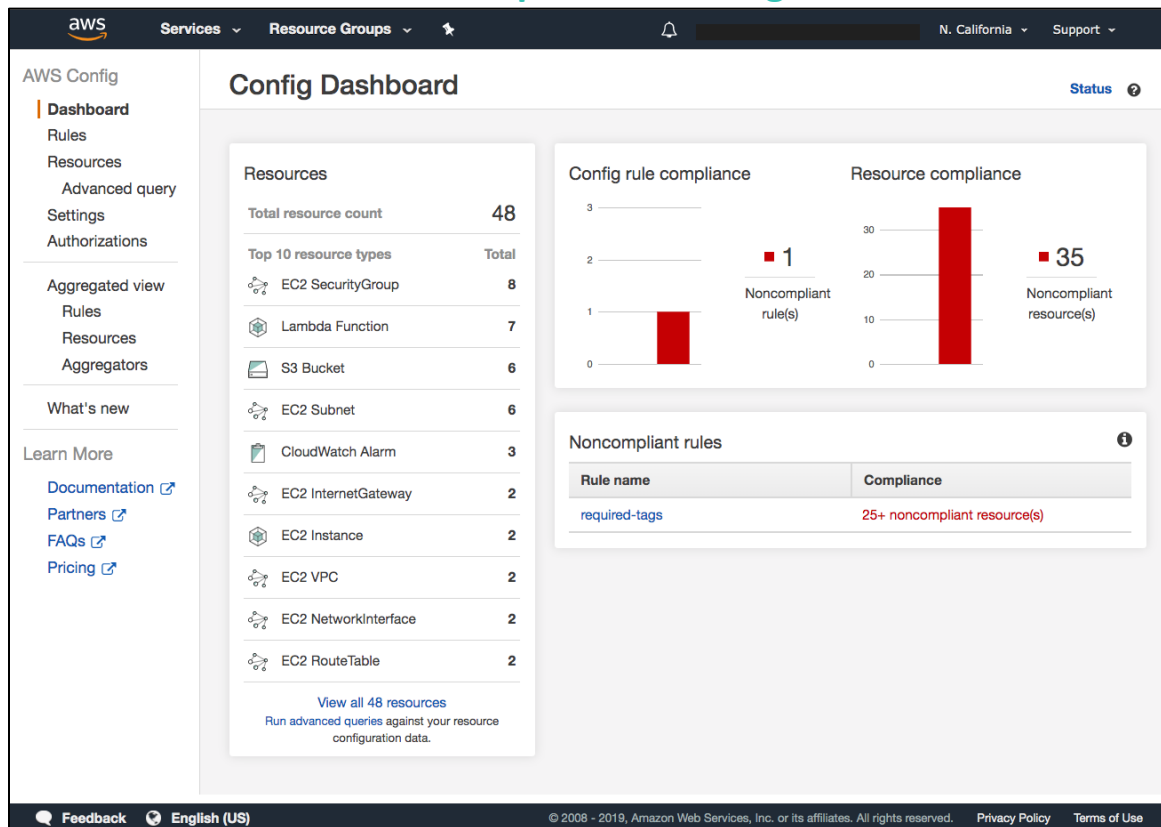 aws
Services
Resource Groups
N. California
Support
AWS Config
Dashboard
Rules
Resources
Advanced query
Settings
Authorizations
Aggregated view
Rules
Resources
Aggregators
What's new
Learn More
Documentation
Partners
FAQs
Pricing
Config Dashboard
Status
Resources
Total resource count 48
Top 10 resource types Total
EC2 SecurityGroup 8
Lambda Function 7
S3 Bucket 6
EC2 Subnet 6
CloudWatch Alarm 3
EC2 InternetGateway 2
EC2 Instance 2
EC2 VPC 2
EC2 NetworkInterface 2
EC2 RouteTable 2
View all 48 resources
Run advanced queries against your resource
configuration data.
Config rule compliance
3
2
1
0
1
Noncompliant
rule(s)
Resource compliance
30
20
10
0
35
Noncompliant
resource(s)
Noncompliant rules
Rule name Compliance
required-tags 25+ noncompliant resource(s)
Feedback
English (US)
© 2008 - 2019, Amazon Web Services, Inc. or its affiliates. All rights reserved.
Privacy Policy
Terms of Use